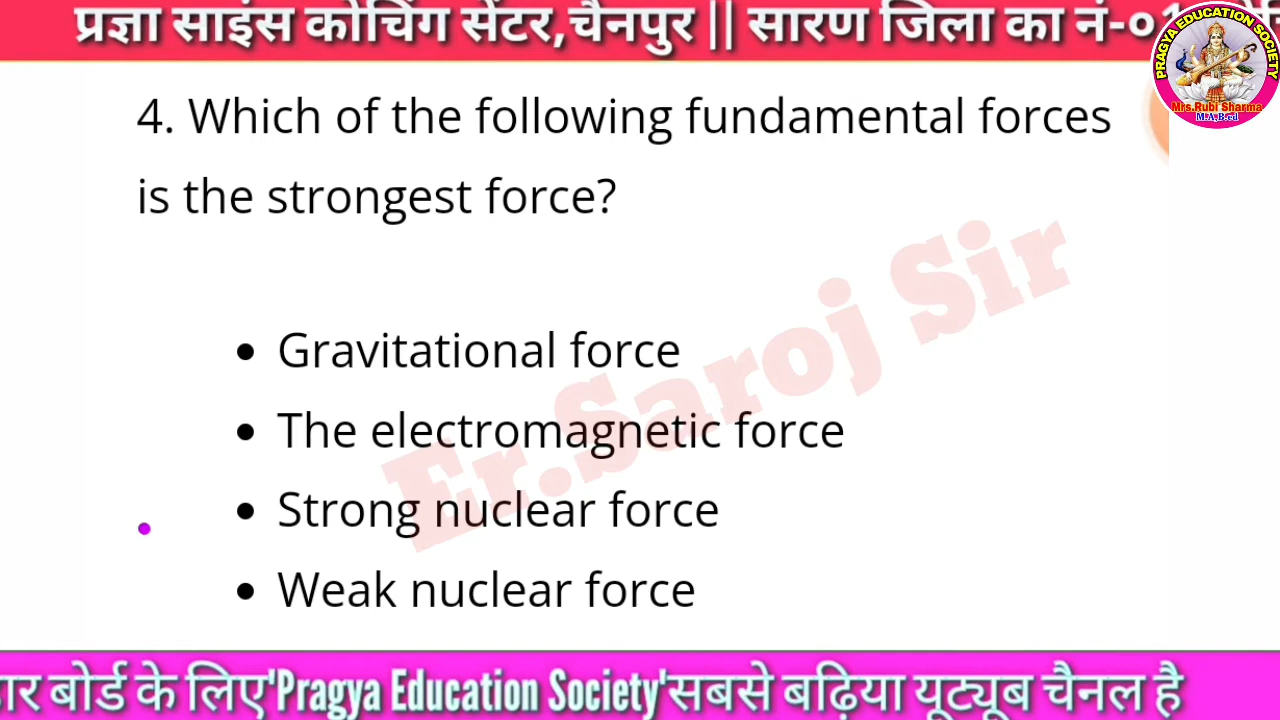 प्रज्ञा साइंस कोचिंग सेंटर,चैनपुर || सारण जिला का नं-०१
PRAGYA EDUCATION SOCIETY
Mrs.Rubi Sharma
M.A,B.ed
4. Which of the following fundamental forces
is the strongest force?
Er.Saroj Sir
• Gravitational force
• The electromagnetic force
• Strong nuclear force
• Weak nuclear force
बोर्ड के लिए'Pragya Education Society'सबसे बढ़िया यूट्यूब चैनल है